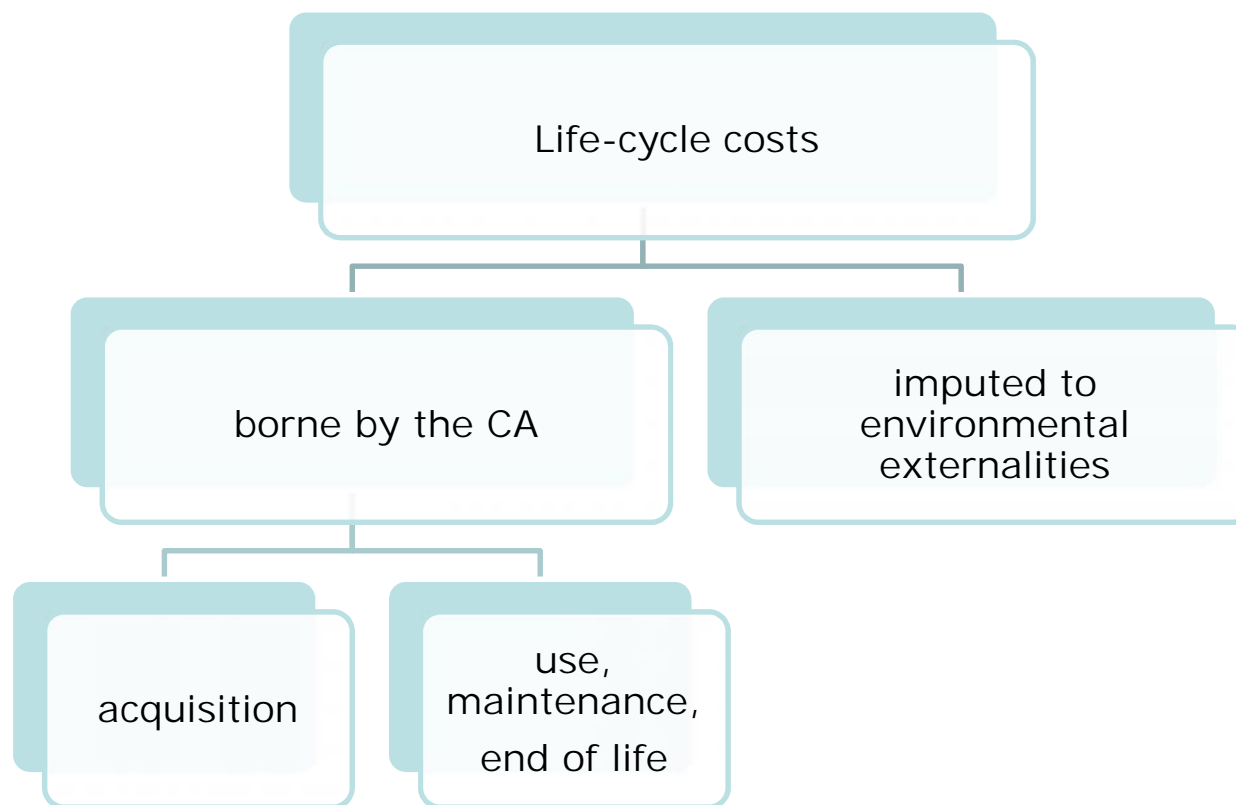 Life-cycle costs
borne by the CA
imputed to
environmental
externalities
acquisition
use,
maintenance,
end of life